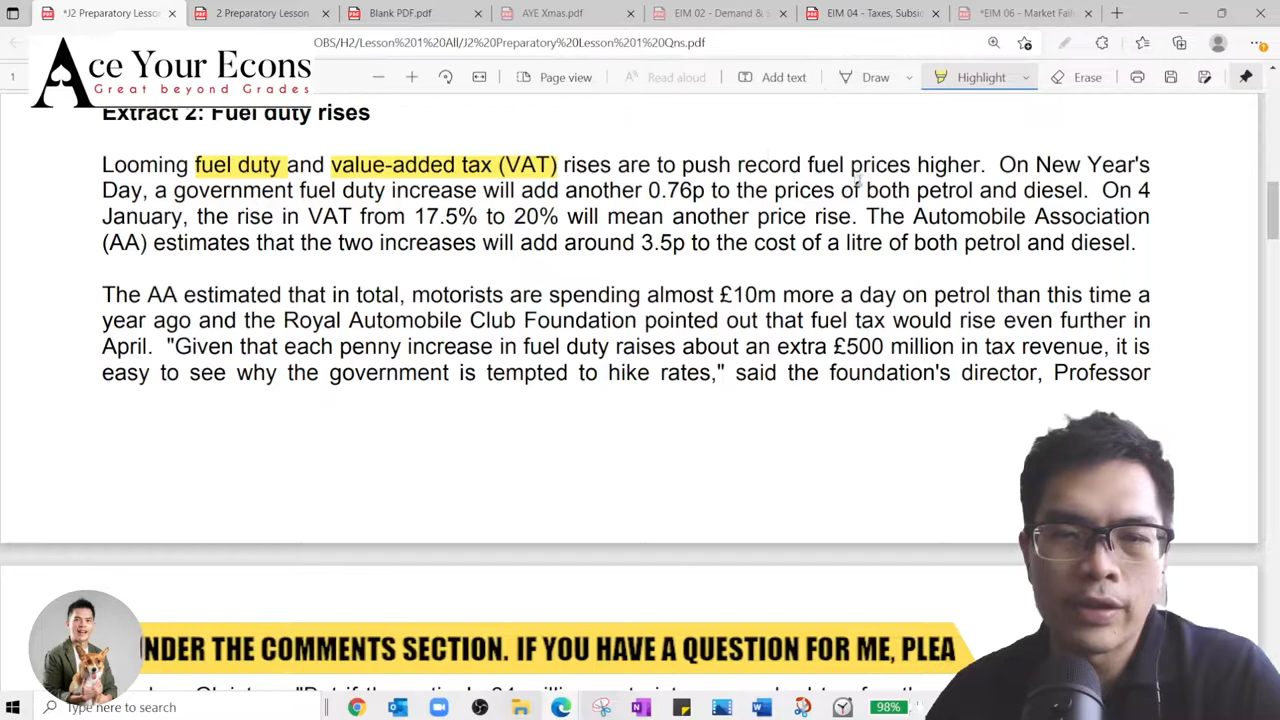 *J2 Preparatory Lesson
2 Preparatory Lesson
Blank PDF.pdf
AYE Xmas.pdf
EIM 02 - Demand & S
EIM 04 - Taxes, Subsid
*EIM 06 - Market Fail
OBS/H2/Lesson%201%20All/J2%20Preparatory%20Lesson%201%20Qns.pdf
Ace Your Econs
Great beyond Grades
1
Page view
Read aloud
Add text
Draw
Highlight
Erase
Extract 2: Fuel duty rises
Looming fuel duty and value-added tax (VAT) rises are to push record fuel prices higher. On New Year's
Day, a government fuel duty increase will add another 0.76p to the prices of both petrol and diesel. On 4
January, the rise in VAT from 17.5% to 20% will mean another price rise. The Automobile Association
(AA) estimates that the two increases will add around 3.5p to the cost of a litre of both petrol and diesel.
The AA estimated that in total, motorists are spending almost £10m more a day on petrol than this time a
year ago and the Royal Automobile Club Foundation pointed out that fuel tax would rise even further in
April. "Given that each penny increase in fuel duty raises about an extra £500 million in tax revenue, it is
easy to see why the government is tempted to hike rates," said the foundation's director, Professor
NDER THE COMMENTS SECTION. IF YOU HAVE A QUESTION FOR ME, PLEA
Type here to search
98%